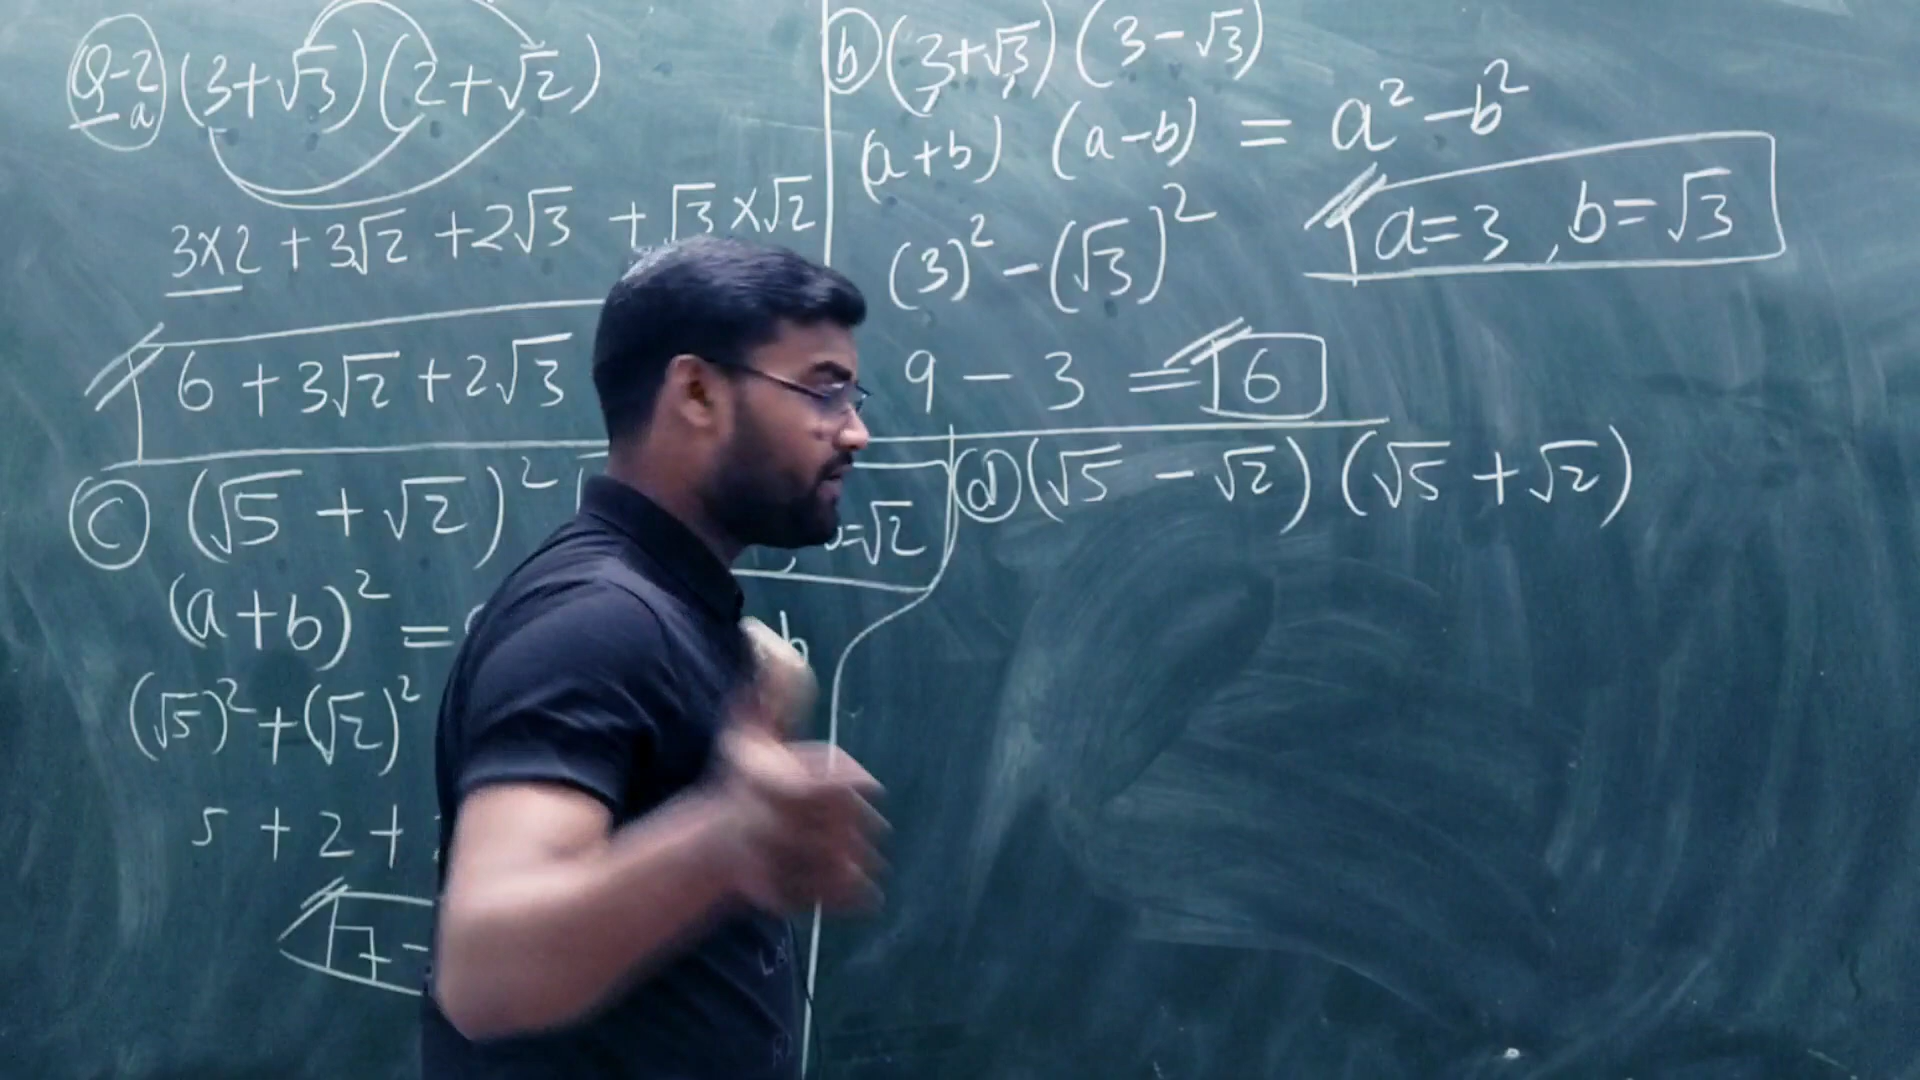 Q-2 a (3+√3)(2+√2)
3×2 + 3√2 + 2√3 + √3×√2
6 + 3√2 + 2√3
b (3+√3) (3-√3)
(a+b) (a-b) = a² - b²
a=3, b=√3
(3)² - (√3)²
9 - 3 = 6
c (√5 + √2)²
=√2
(a+b)² =
b
(√5)² + (√2)²
5 + 2 +
7 -
d (√5 - √2) (√5 + √2)